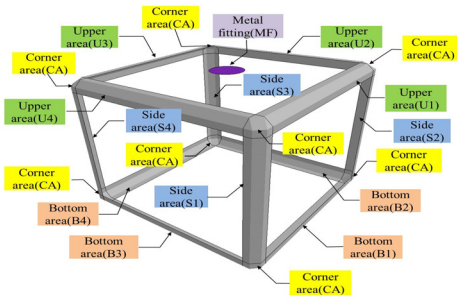 Corner
area(CA)
Metal
fitting(MF)
Upper
area(U3)
Upper
area(U2)
Corner
area(CA)
Corner
area(CA)
Side
area(S3)
Upper
area(U4)
Upper
area(U1)
Side
area(S4)
Side
area(S2)
Corner
area(CA)
Corner
area(CA)
Corner
area(CA)
Corner
area(CA)
Side
area(S1)
Bottom
area(B4)
Bottom
area(B2)
Bottom
area(B3)
Bottom
area(B1)
Corner
area(CA)